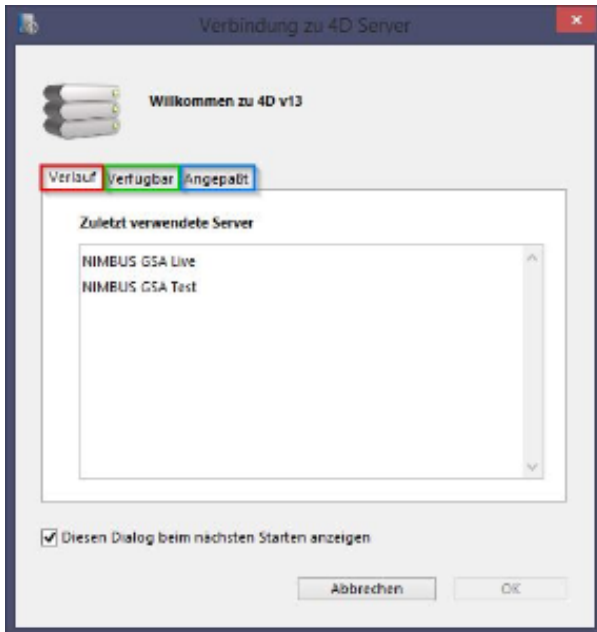 Verbindung zu 4D Server
Willkommen zu 4D v13
Verlauf Verfügbar Angepaßt
Zuletzt verwendete Server
NIMBUS GSA Live
NIMBUS GSA Test
Diesen Dialog beim nächsten Starten anzeigen
Abbrechen OK